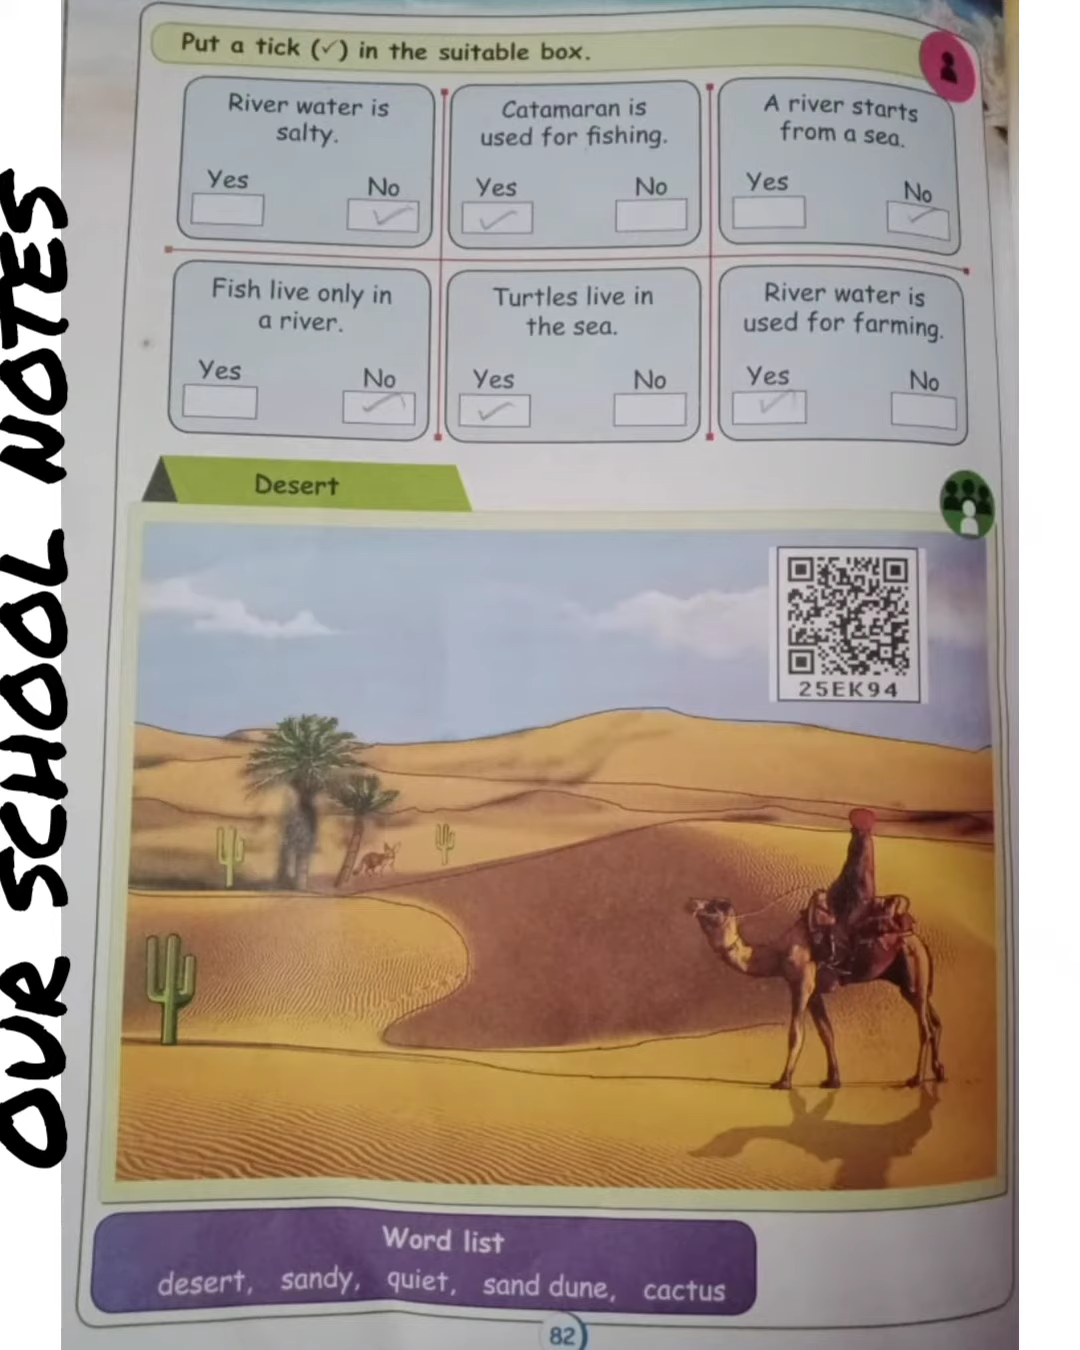 Put a tick (✓) in the suitable box.
River water is
salty.
Yes No
✓
Catamaran is
used for fishing.
Yes No
✓
A river starts
from a sea.
Yes No
✓
Fish live only in
a river.
Yes No
✓
Turtles live in
the sea.
Yes No
✓
River water is
used for farming.
Yes No
✓
Desert
25EK94
Word list
desert, sandy, quiet, sand dune, cactus
82
OUR SCHOOL NOTES